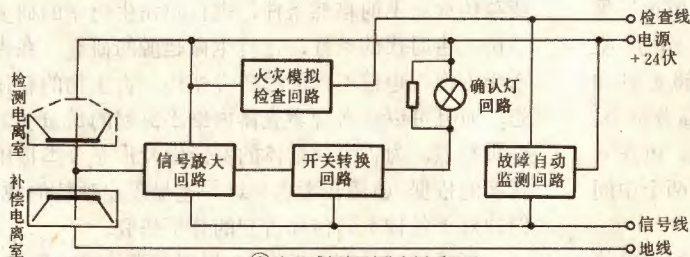 检测电离室
补偿电离室
火灾模拟
检查回路
信号放大
回路
开关转换
回路
确认灯
回路
故障自动
监测回路
检查线
电源
+24伏
信号线
地线